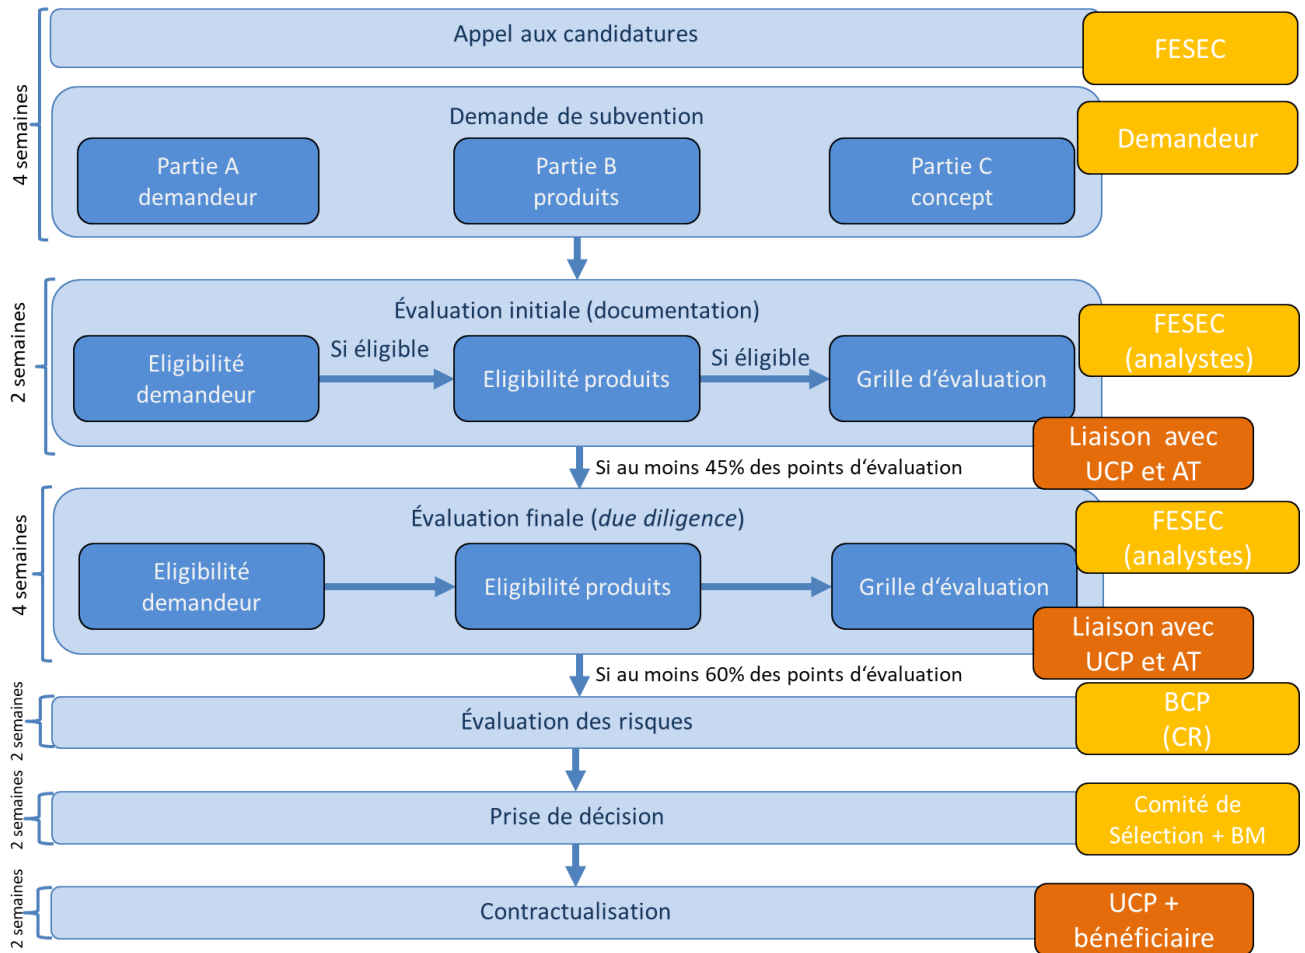 Appel aux candidatures
FESEC
4 semaines
Demande de subvention
Demandeur
Partie A
demandeur
Partie B
produits
Partie C
concept
2 semaines
Évaluation initiale (documentation)
FESEC
(analystes)
Eligibilité
demandeur
Si éligible
Eligibilité produits
Si éligible
Grille d‘évaluation
Liaison avec
UCP et AT
Si au moins 45% des points d‘évaluation
4 semaines
Évaluation finale (due diligence)
FESEC
(analystes)
Eligibilité
demandeur
Eligibilité produits
Grille d‘évaluation
Liaison avec
UCP et AT
Si au moins 60% des points d‘évaluation
2 semaines
Évaluation des risques
BCP
(CR)
2 semaines
Prise de décision
Comité de
Sélection + BM
2 semaines
Contractualisation
UCP +
bénéficiaire